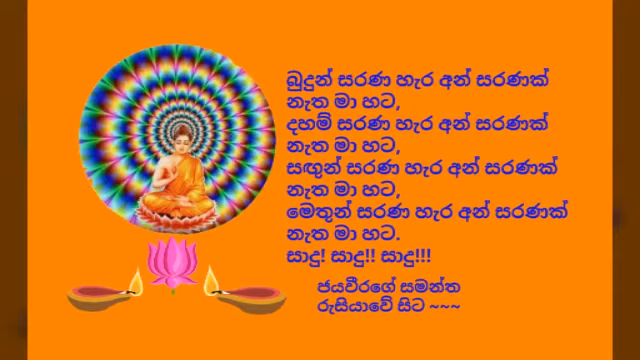 බුදුන් සරණ හැර අන් සරණක්
නැත මා හට,
දහම් සරණ හැර අන් සරණක්
නැත මා හට,
සඟුන් සරණ හැර අන් සරණක්
නැත මා හට,
මෙතුන් සරණ හැර අන් සරණක්
නැත මා හට.
සාදු! සාදු!! සාදු!!!
ජයවීරගේ සමන්ත
රුසියාවේ සිට ~~~